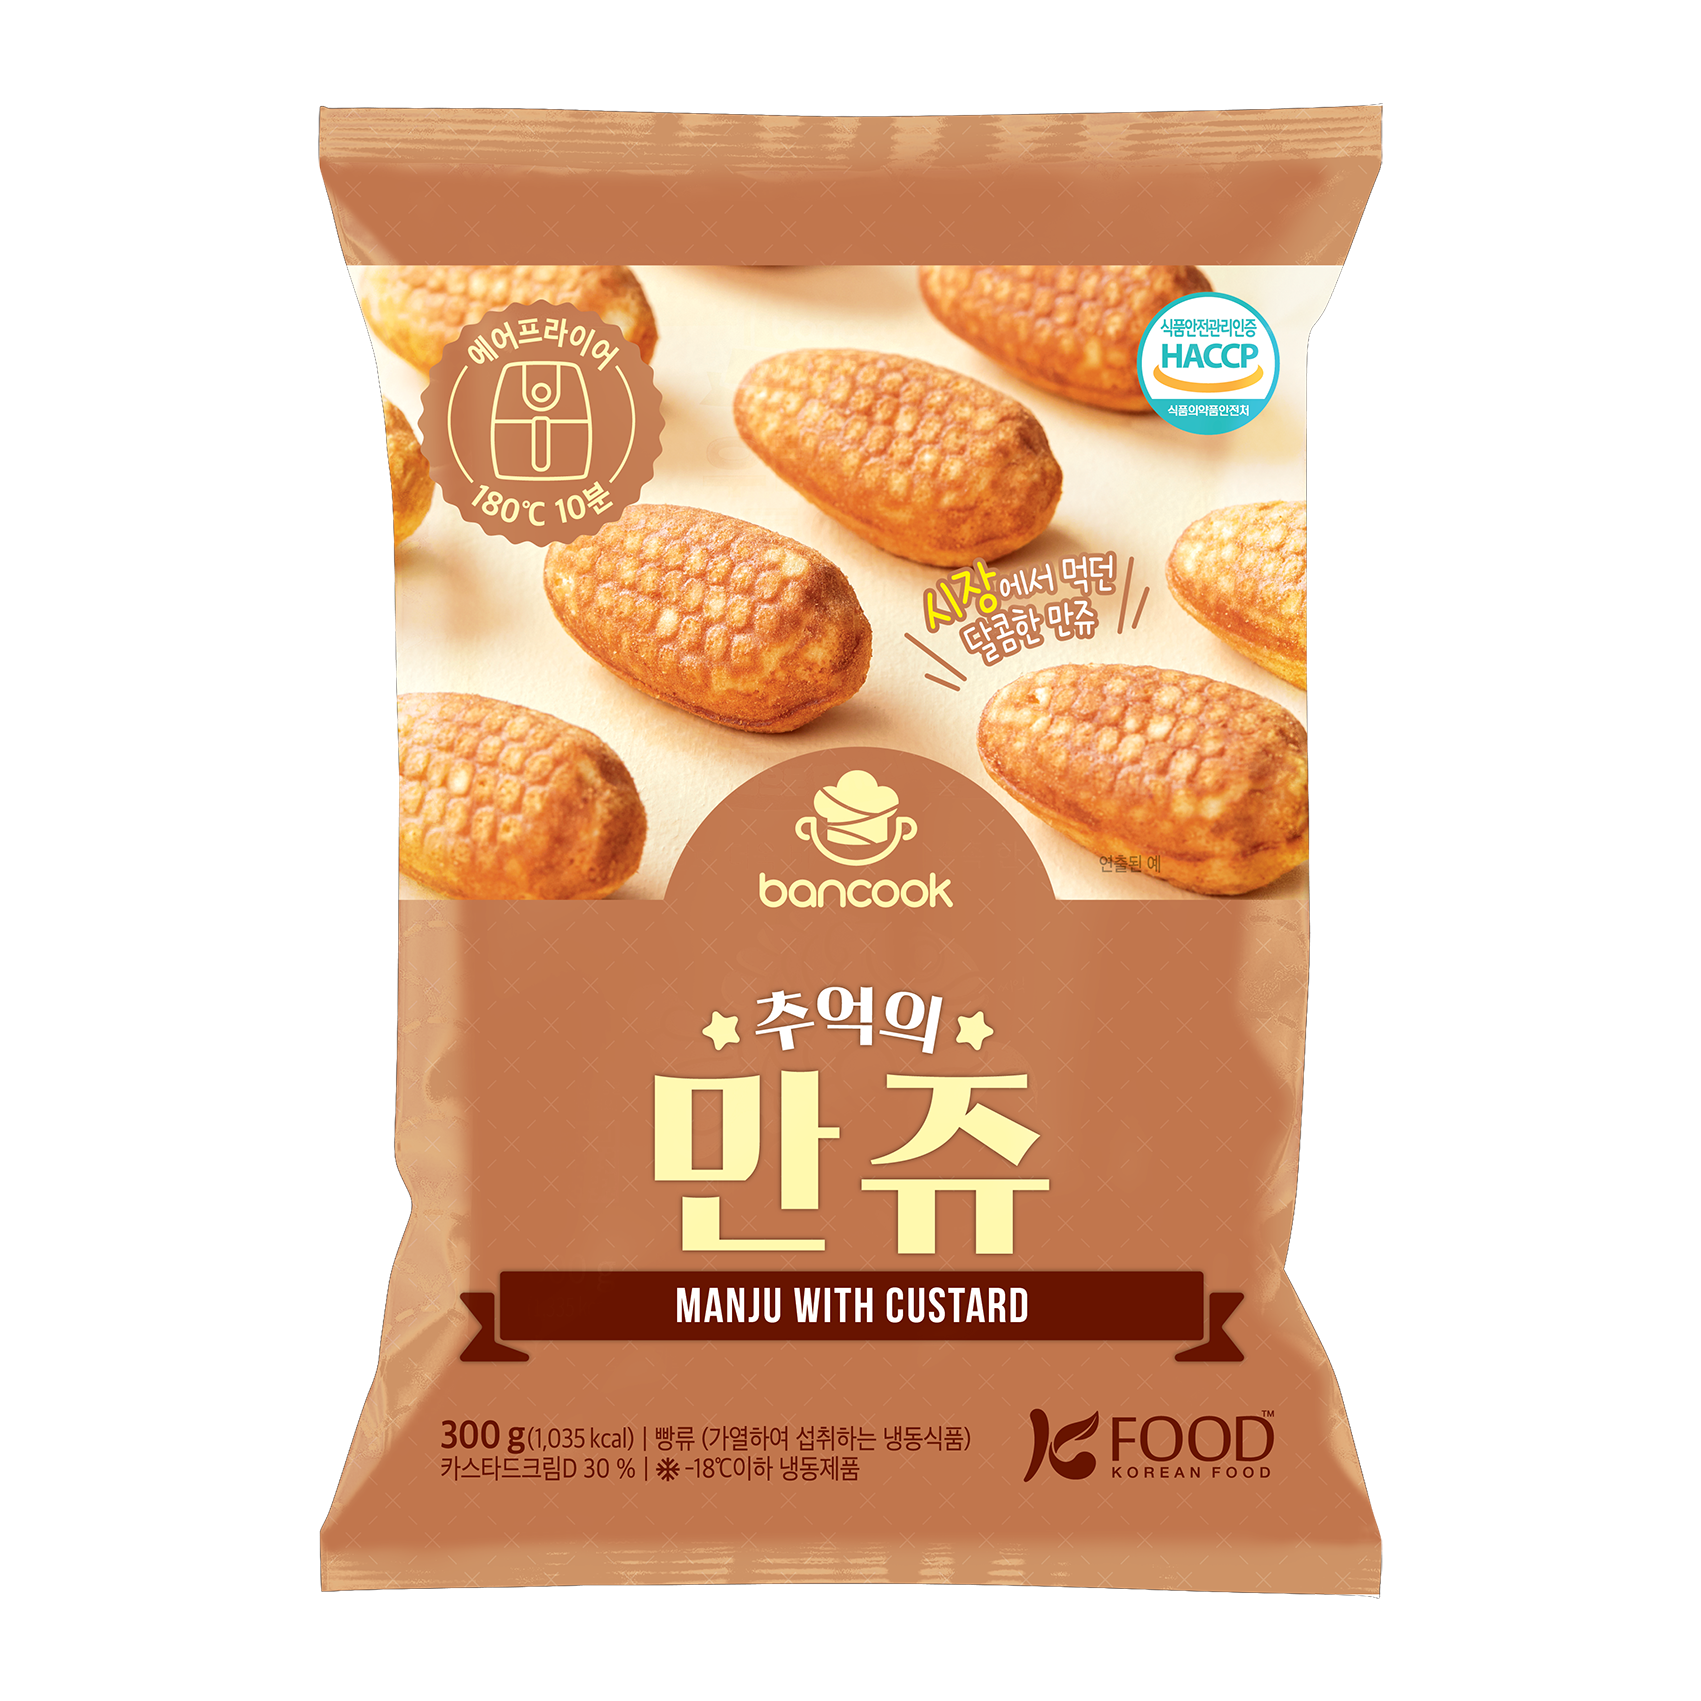 에어프라이어
180℃ 10분
식품안전관리인증
HACCP
식품의약품안전처
시장에서 먹던
달콤한 만쥬
연출된 예
bancook
추억의
만쥬
MANJU WITH CUSTARD
300 g(1,035 kcal) | 빵류 (가열하여 섭취하는 냉동식품)
카스타드크림D 30 % | ❄ -18℃이하 냉동제품
K FOOD™
KOREAN FOOD